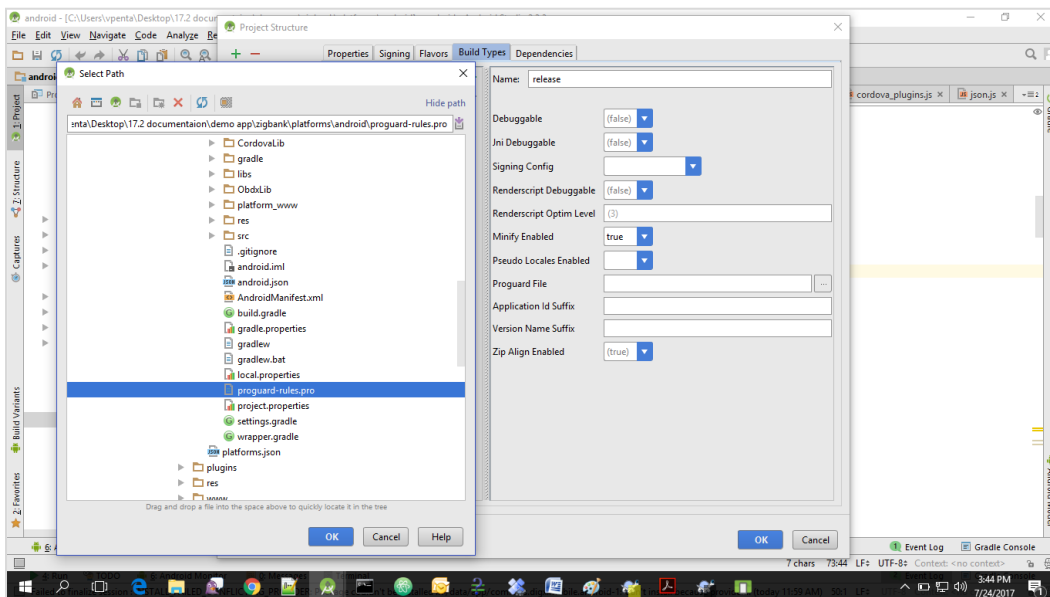 android - [C:\Users\vpenta\Desktop\17.2 docum
Project Structure
File Edit View Navigate Code Analyze Re
Properties Signing Flavors Build Types Dependencies
androi
Select Path
Name: release
cordova_plugins.js json.js
Hide path
Debuggable (false)
enta\Desktop\17.2 documentaion\demo app\zigbank\platforms\android\proguard-rules.pro
Jni Debuggable (false)
CordovaLib
gradle
Signing Config
libs
ObdxLib
Renderscript Debuggable (false)
platform_www
Renderscript Optim Level (3)
res
src
Minify Enabled true
.gitignore
Pseudo Locales Enabled
android.iml
android.json
Proguard File ...
AndroidManifest.xml
Application Id Suffix
build.gradle
gradle.properties
Version Name Suffix
gradlew
Zip Align Enabled (true)
gradlew.bat
local.properties
proguard-rules.pro
project.properties
settings.gradle
wrapper.gradle
platforms.json
plugins
res
www
Drag and drop a file into the space above to quickly locate it in the tree
OK Cancel Help
OK Cancel
1: Project
Z: Structure
Captures
Build Variants
2: Favorites
6:
1 Event Log Gradle Console
7 chars 73:44 LF÷ UTF-8÷ Context: <no context>
3:44 PM
7/24/2017